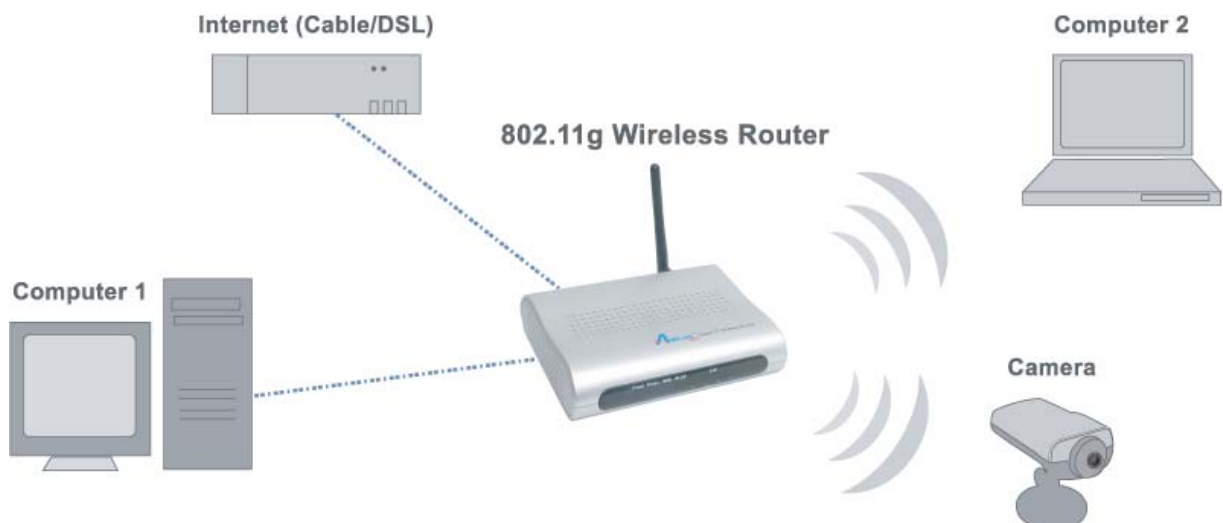 Internet (Cable/DSL)
Computer 2
802.11g Wireless Router
Computer 1
Camera